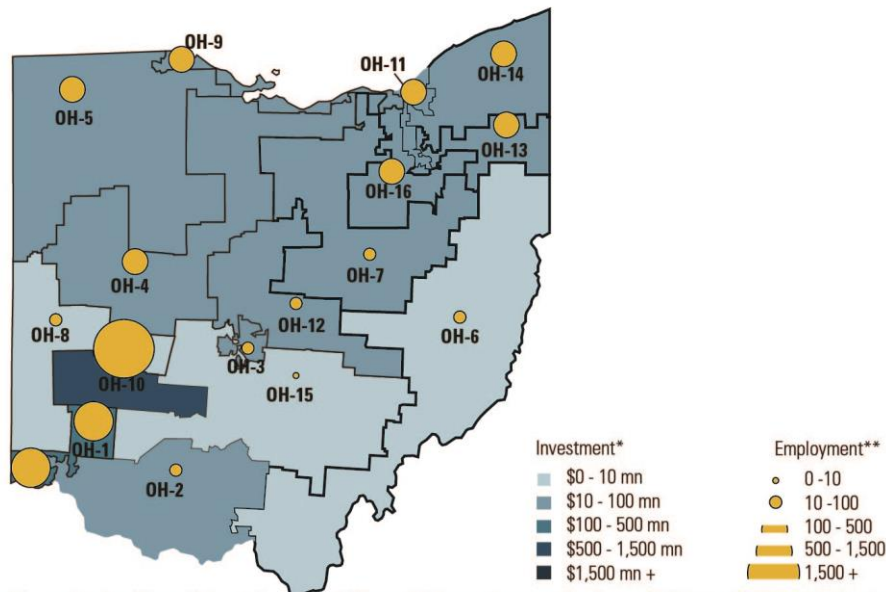 OH-9
OH-11
OH-14
OH-5
OH-13
OH-16
OH-7
OH-4
OH-12
OH-6
OH-8
OH-3
OH-10
OH-15
OH-1
OH-2
Investment*
$0 - 10 mn
$10 - 100 mn
$100 - 500 mn
$500 - 1,500 mn
$1,500 mn +
Employment**
0 -10
10 -100
100 - 500
500 - 1,500
1,500 +